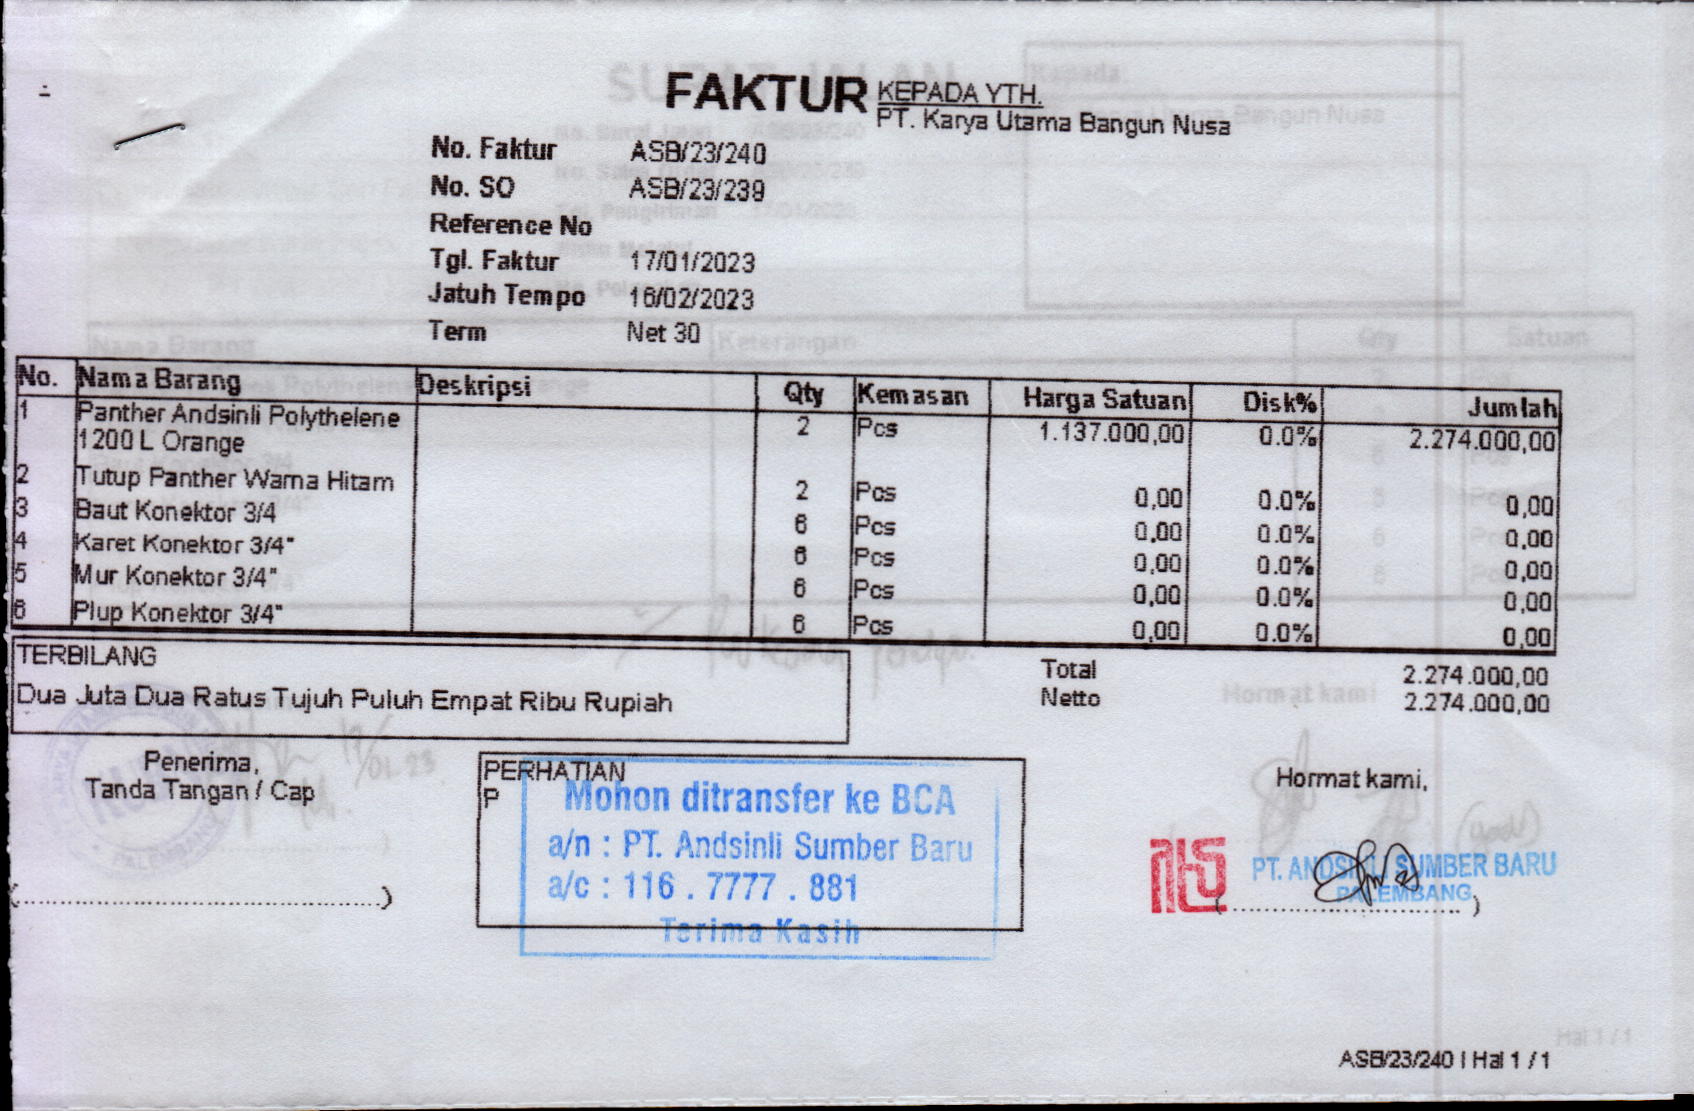 FAKTUR
KEPADA YTH.
PT. Karya Utama Bangun Nusa
No. Faktur ASB/23/240
No. SO ASB/23/239
Reference No
Tgl. Faktur 17/01/2023
Jatuh Tempo 16/02/2023
Term Net 30
No. Nama Barang Deskripsi Qty Kemasan Harga Satuan Disk% Jumlah
1 Panther Andsinli Polythelene 2 Pcs 1.137.000,00 0.0% 2.274.000,00
1200 L Orange
2 Tutup Panther Warna Hitam 2 Pcs 0,00 0.0% 0,00
3 Baut Konektor 3/4 6 Pcs 0,00 0.0% 0,00
4 Karet Konektor 3/4" 6 Pcs 0,00 0.0% 0,00
5 Mur Konektor 3/4" 6 Pcs 0,00 0.0% 0,00
6 Plup Konektor 3/4" 6 Pcs 0,00 0.0% 0,00
TERBILANG
Dua Juta Dua Ratus Tujuh Puluh Empat Ribu Rupiah
Total 2.274.000,00
Netto 2.274.000,00
Penerima,
Tanda Tangan / Cap
(..........................................)
PERHATIAN
P
Mohon ditransfer ke BCA
a/n : PT. Andsinli Sumber Baru
a/c : 116 . 7777 . 881
Terima Kasih
Hormat kami,
PT. ANDSINLI SUMBER BARU
PALEMBANG
(..............................)
ASB/23/240 | Hal 1 / 1